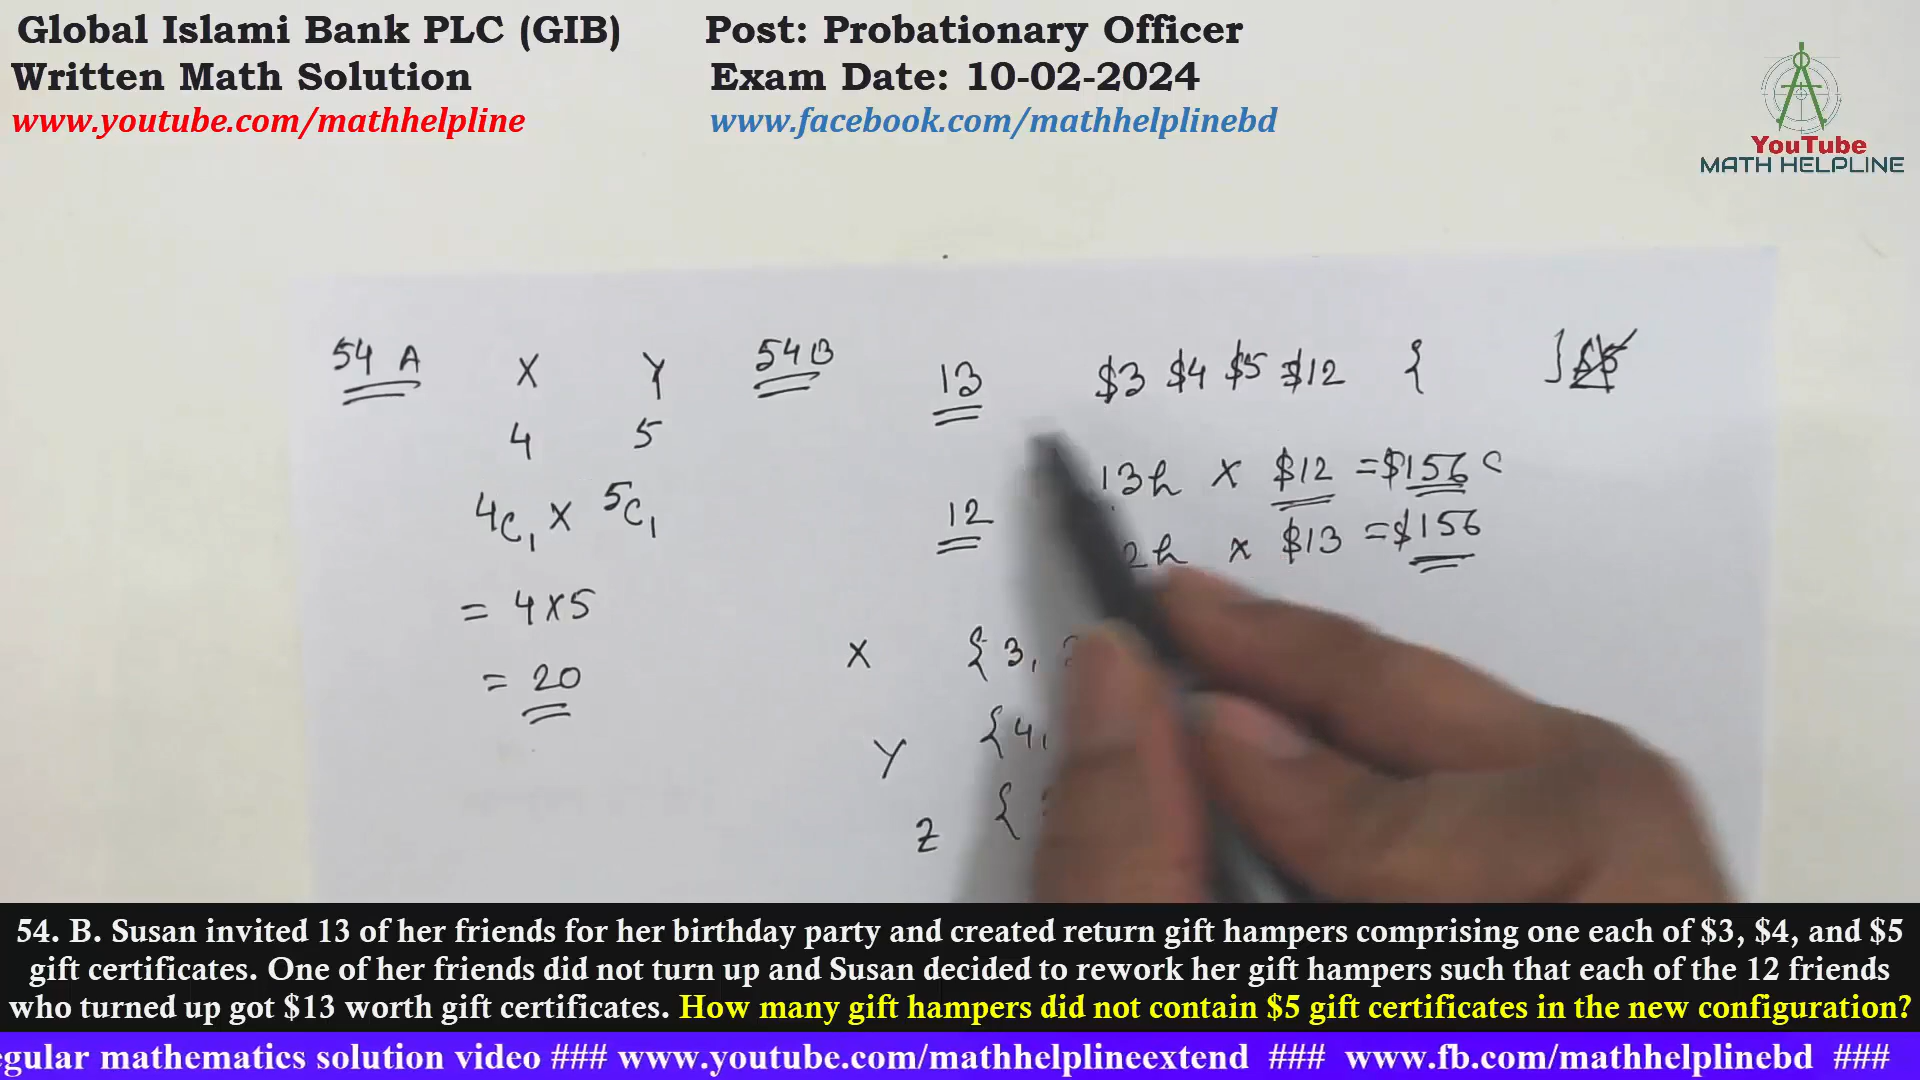 Global Islami Bank PLC (GIB) Post: Probationary Officer
Written Math Solution Exam Date: 10-02-2024
www.youtube.com/mathhelpline www.facebook.com/mathhelplinebd
YouTube
MATH HELPLINE
54 A X Y
4 5
4C1 X 5C1
= 4X5
= 20
54 B 13 $3 $4 $5 $12 { }
13h X $12 = $156
12 2h x $13 = $156
X {3,
Y {4,
Z {
54. B. Susan invited 13 of her friends for her birthday party and created return gift hampers comprising one each of $3, $4, and $5
gift certificates. One of her friends did not turn up and Susan decided to rework her gift hampers such that each of the 12 friends
who turned up got $13 worth gift certificates. How many gift hampers did not contain $5 gift certificates in the new configuration?
egular mathematics solution video ### www.youtube.com/mathhelplineextend ### www.fb.com/mathhelplinebd ###